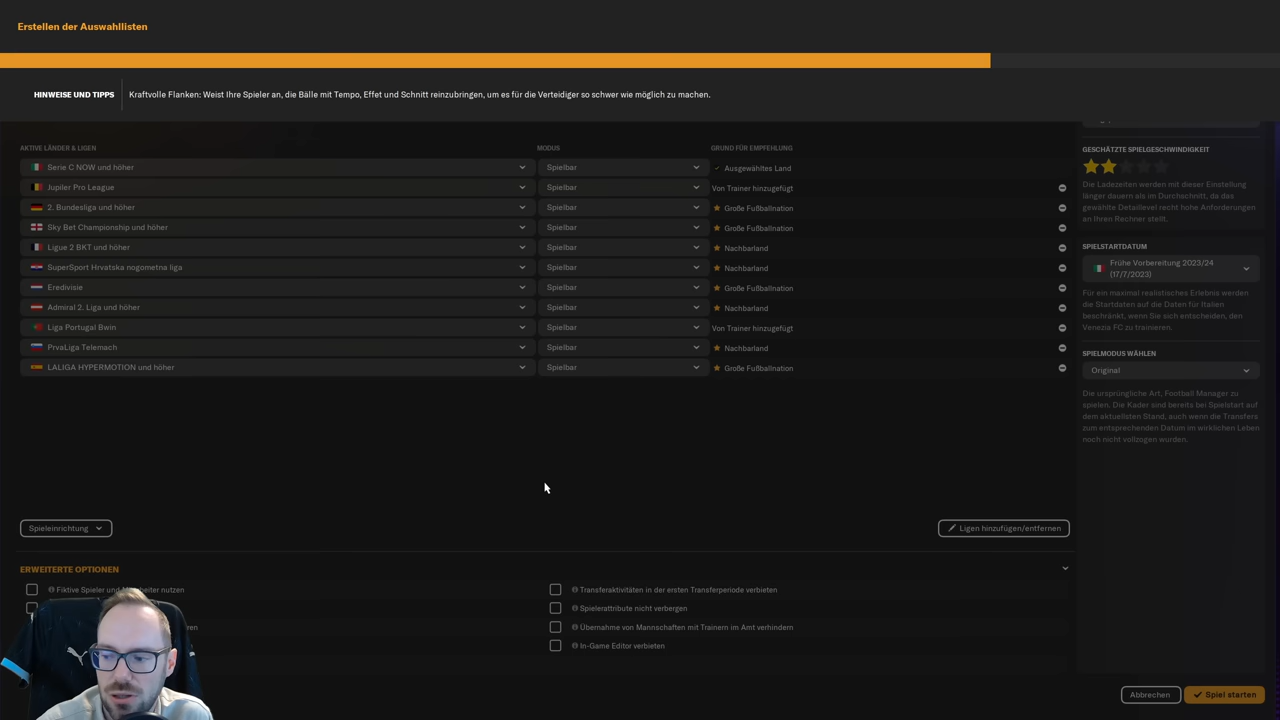 Erstellen der Auswahllisten
HINWEISE UND TIPPS
Kraftvolle Flanken: Weist Ihre Spieler an, die Bälle mit Tempo, Effet und Schnitt reinzubringen, um es für die Verteidiger so schwer wie möglich zu machen.
AKTIVE LÄNDER & LIGEN MODUS GRUND FÜR EMPFEHLUNG
Serie C NOW und höher Spielbar Ausgewähltes Land
Jupiler Pro League Spielbar Von Trainer hinzugefügt
2. Bundesliga und höher Spielbar Große Fußballnation
Sky Bet Championship und höher Spielbar Große Fußballnation
Ligue 2 BKT und höher Spielbar Nachbarland
SuperSport Hrvatska nogometna liga Spielbar Nachbarland
Eredivisie Spielbar Große Fußballnation
Admiral 2. Liga und höher Spielbar Nachbarland
Liga Portugal Bwin Spielbar Von Trainer hinzugefügt
PrvaLiga Telemach Spielbar Nachbarland
LALIGA HYPERMOTION und höher Spielbar Große Fußballnation
Spieleinrichtung
Ligen hinzufügen/entfernen
ERWEITERTE OPTIONEN
Fiktive Spieler und nutzen
Transferaktivitäten in der ersten Transferperiode verbieten
Spielerattribute nicht verbergen
Übernahme von Mannschaften mit Trainern im Amt verhindern
In-Game Editor verbieten
GESCHÄTZTE SPIELGESCHWINDIGKEIT
Die Ladezeiten werden mit dieser Einstellung
länger dauern als im Durchschnitt, da das
gewählte Detaillevel recht hohe Anforderungen
an Ihren Rechner stellt.
SPIELSTARTDATUM
Frühe Vorbereitung 2023/24
(17/7/2023)
Für ein maximal realistisches Erlebnis werden
die Startdaten auf die Daten für Italien
beschränkt, wenn Sie sich entscheiden, den
Venezia FC zu trainieren.
SPIELMODUS WÄHLEN
Original
Die ursprüngliche Art, Football Manager zu
spielen. Die Kader sind bereits bei Spielstart auf
dem aktuellsten Stand, auch wenn die Transfers
zum entsprechenden Datum im wirklichen Leben
noch nicht vollzogen wurden.
Abbrechen
Spiel starten